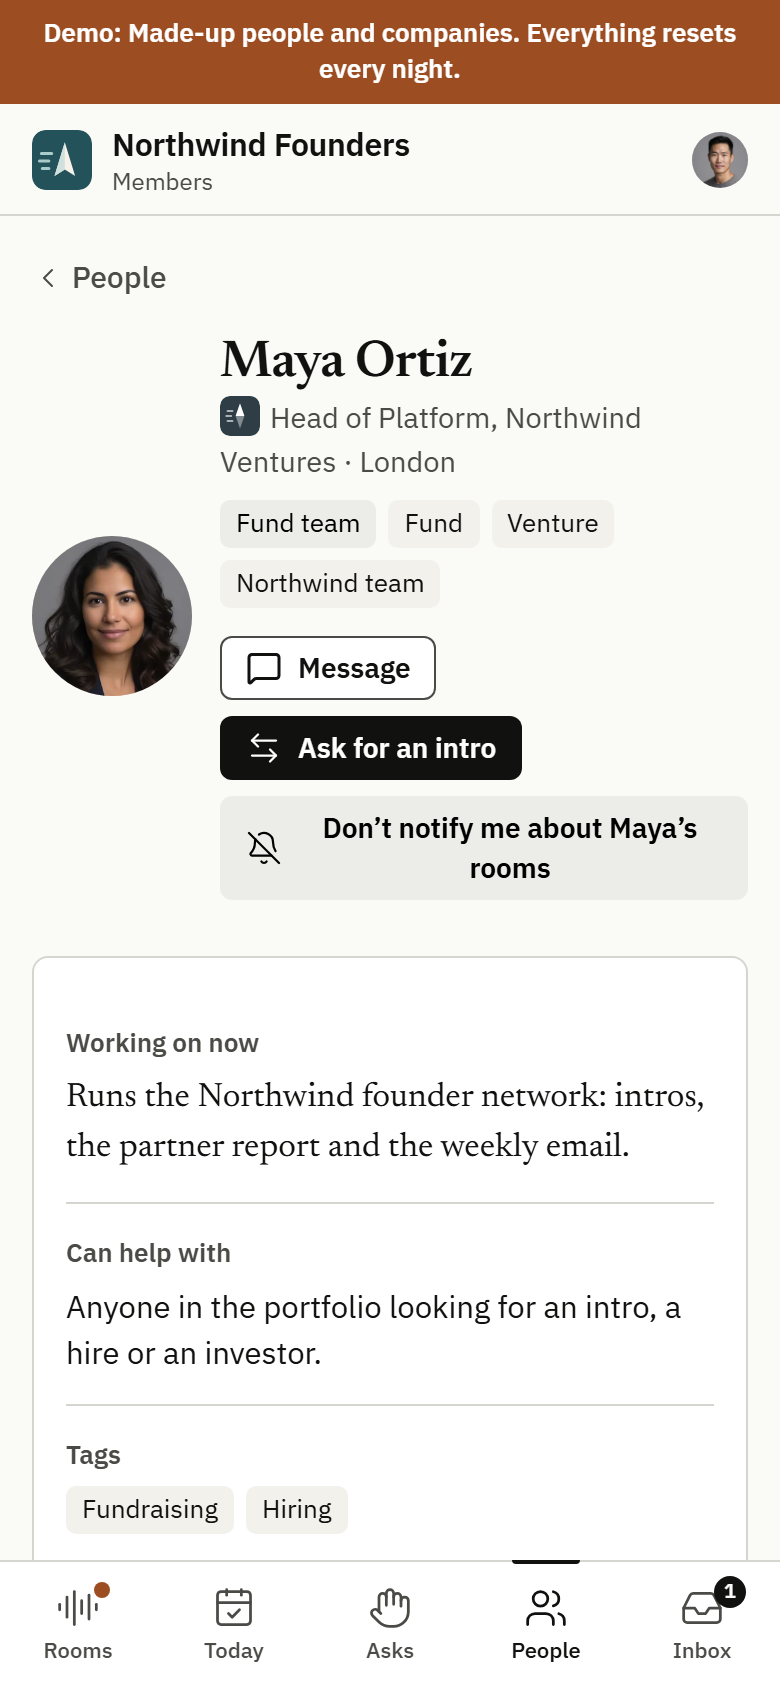 Demo: Made-up people and companies. Everything resets
every night.
Northwind Founders
Members
People
Maya Ortiz
Head of Platform, Northwind
Ventures · London
Fund team
Fund
Venture
Northwind team
Message
Ask for an intro
Don’t notify me about Maya’s
rooms
Working on now
Runs the Northwind founder network: intros,
the partner report and the weekly email.
Can help with
Anyone in the portfolio looking for an intro, a
hire or an investor.
Tags
Fundraising
Hiring
Rooms
Today
Asks
People
1
Inbox